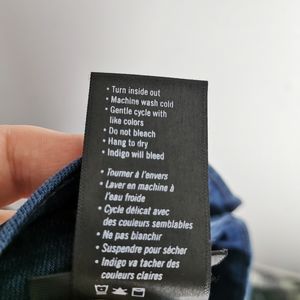 • Turn inside out
• Machine wash cold
• Gentle cycle with
like colors
• Do not bleach
• Hang to dry
• Indigo will bleed
• Tourner à l'envers
• Laver en machine à
l'eau froide
• Cycle délicat avec
des couleurs semblables
• Ne pas blanchir
• Suspendre pour sécher
• Indigo va tacher des
couleurs claires